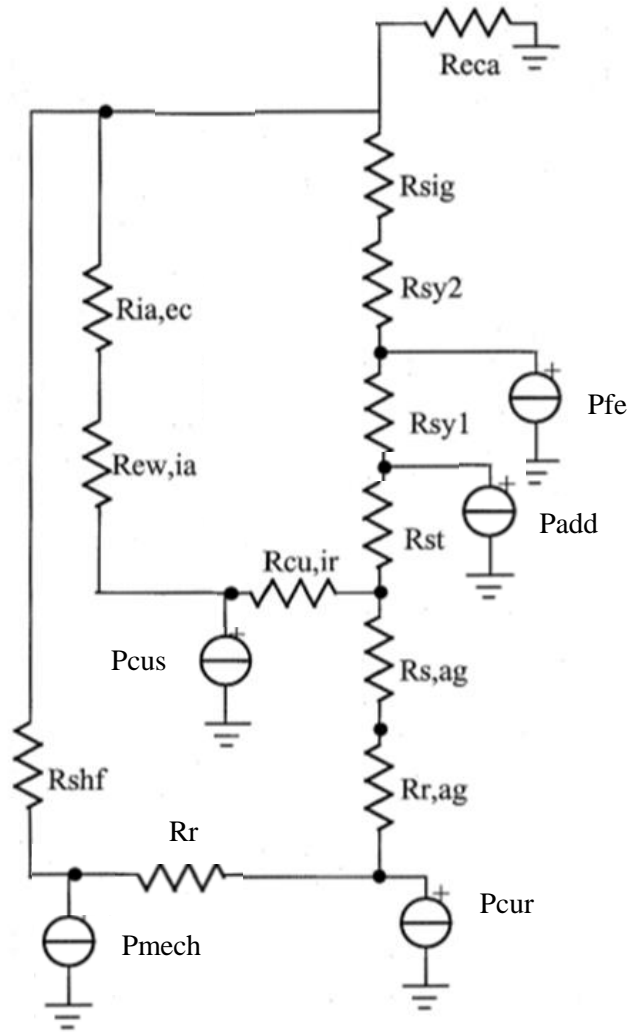 Reca
Rsig
Rsy2
Ria,ec
Pfe
Rsy1
Rew,ia
Padd
Rst
Rcu,ir
Pcus
Rs,ag
Rshf
Rr,ag
Rr
Pcur
Pmech